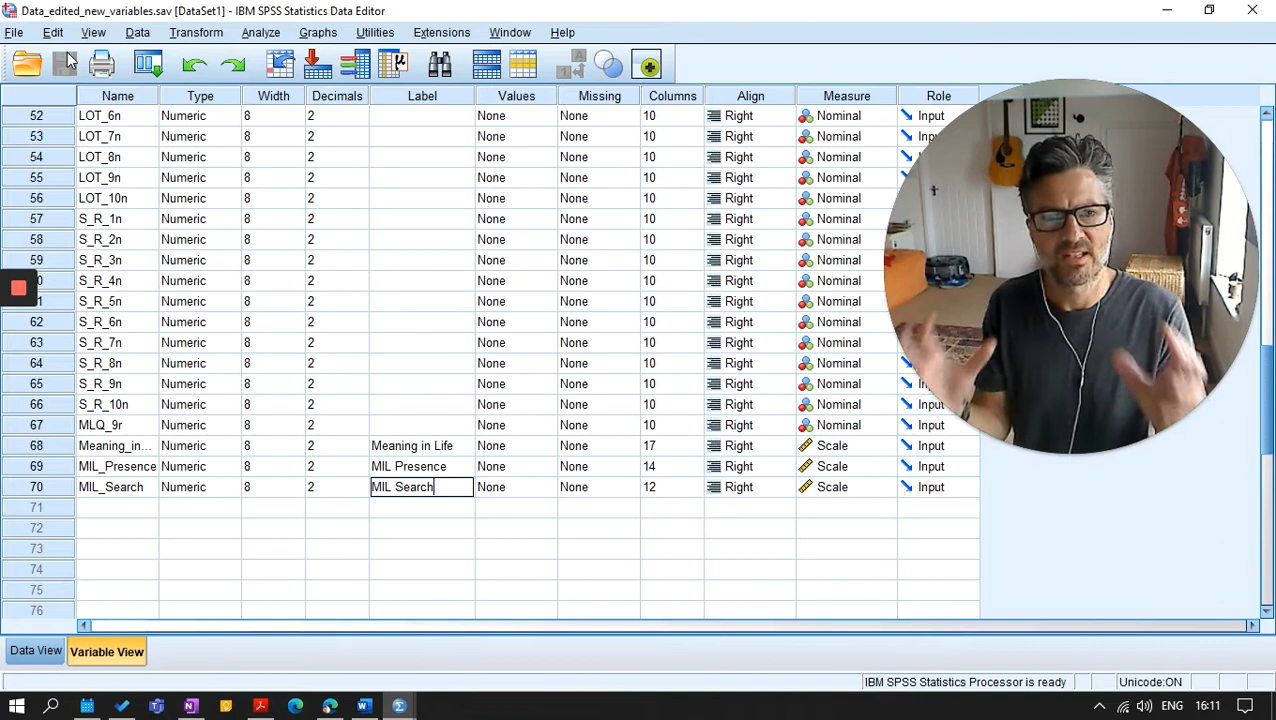 Data_edited_new_variables.sav [DataSet1] - IBM SPSS Statistics Data Editor
File Edit View Data Transform Analyze Graphs Utilities Extensions Window Help
Name Type Width Decimals Label Values Missing Columns Align Measure Role
52 LOT_6n Numeric 8 2 None None 10 Right Nominal Input
53 LOT_7n Numeric 8 2 None None 10 Right Nominal
54 LOT_8n Numeric 8 2 None None 10 Right Nominal
55 LOT_9n Numeric 8 2 None None 10 Right Nominal
56 LOT_10n Numeric 8 2 None None 10 Right Nominal
57 S_R_1n Numeric 8 2 None None 10 Right Nominal
58 S_R_2n Numeric 8 2 None None 10 Right Nominal
59 S_R_3n Numeric 8 2 None None 10 Right Nominal
S_R_4n Numeric 8 2 None None 10 Right Nominal
S_R_5n Numeric 8 2 None None 10 Right Nominal
62 S_R_6n Numeric 8 2 None None 10 Right Nominal
63 S_R_7n Numeric 8 2 None None 10 Right Nominal
64 S_R_8n Numeric 8 2 None None 10 Right Nominal
65 S_R_9n Numeric 8 2 None None 10 Right Nominal
66 S_R_10n Numeric 8 2 None None 10 Right Nominal Input
67 MLQ_9r Numeric 8 2 None None 10 Right Nominal Input
68 Meaning_in... Numeric 8 2 Meaning in Life None None 17 Right Scale Input
69 MIL_Presence Numeric 8 2 MIL Presence None None 14 Right Scale Input
70 MIL_Search Numeric 8 2 MIL Search None None 12 Right Scale Input
71
72
73
74
75
76
Data View Variable View
IBM SPSS Statistics Processor is ready Unicode:ON
ENG 16:11